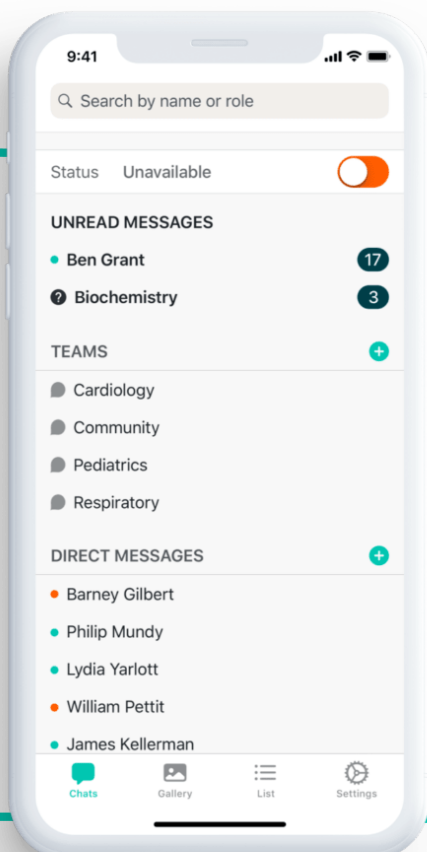 9:41
Search by name or role
Status Unavailable
UNREAD MESSAGES
Ben Grant 17
? Biochemistry 3
TEAMS +
Cardiology
Community
Pediatrics
Respiratory
DIRECT MESSAGES +
Barney Gilbert
Philip Mundy
Lydia Yarlott
William Pettit
James Kellerman
Chats Gallery List Settings